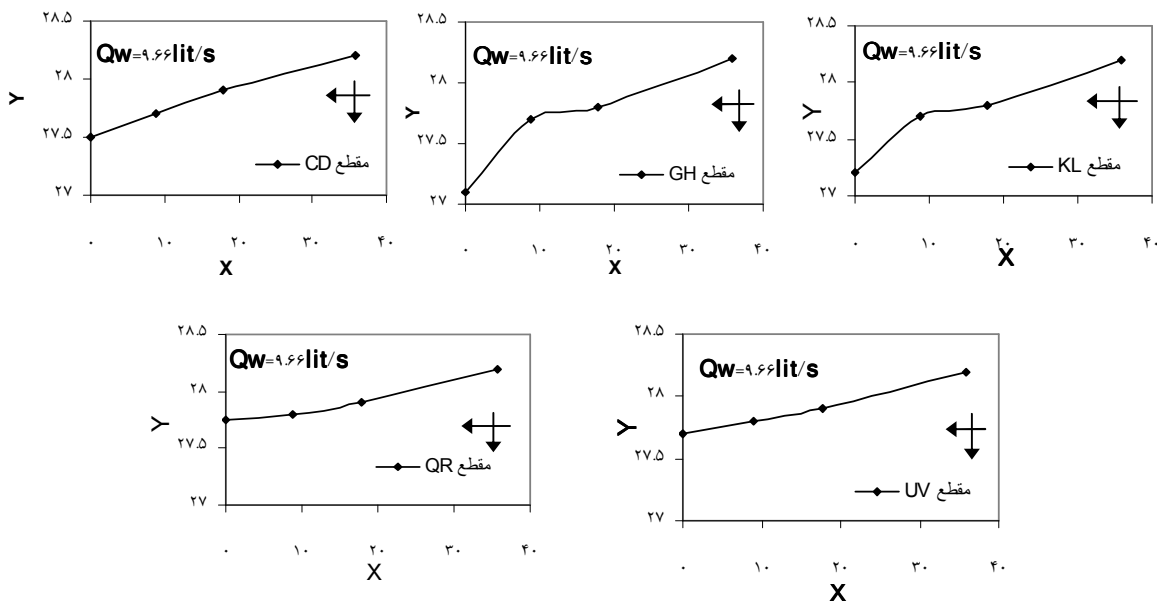 ۲۸.۵
Qw=۹.۶۶lit/s
۲۸
Y
۲۷.۵
مقطع CD
۲۷
۰ ۱۰ ۲۰ ۳۰ ۴۰
X
۲۸.۵
Qw=۹.۶۶lit/s
۲۸
Y
۲۷.۵
مقطع GH
۲۷
۰ ۱۰ ۲۰ ۳۰ ۴۰
X
۲۸.۵
Qw=۹.۶۶lit/s
۲۸
Y
۲۷.۵
مقطع KL
۲۷
۰ ۱۰ ۲۰ ۳۰ ۴۰
X
۲۸.۵
Qw=۹.۶۶lit/s
۲۸
Y
۲۷.۵
مقطع QR
۲۷
۰ ۱۰ ۲۰ ۳۰ ۴۰
X
۲۸.۵
Qw=۹.۶۶lit/s
۲۸
Y
۲۷.۵
مقطع UV
۲۷
۰ ۱۰ ۲۰ ۳۰ ۴۰
X